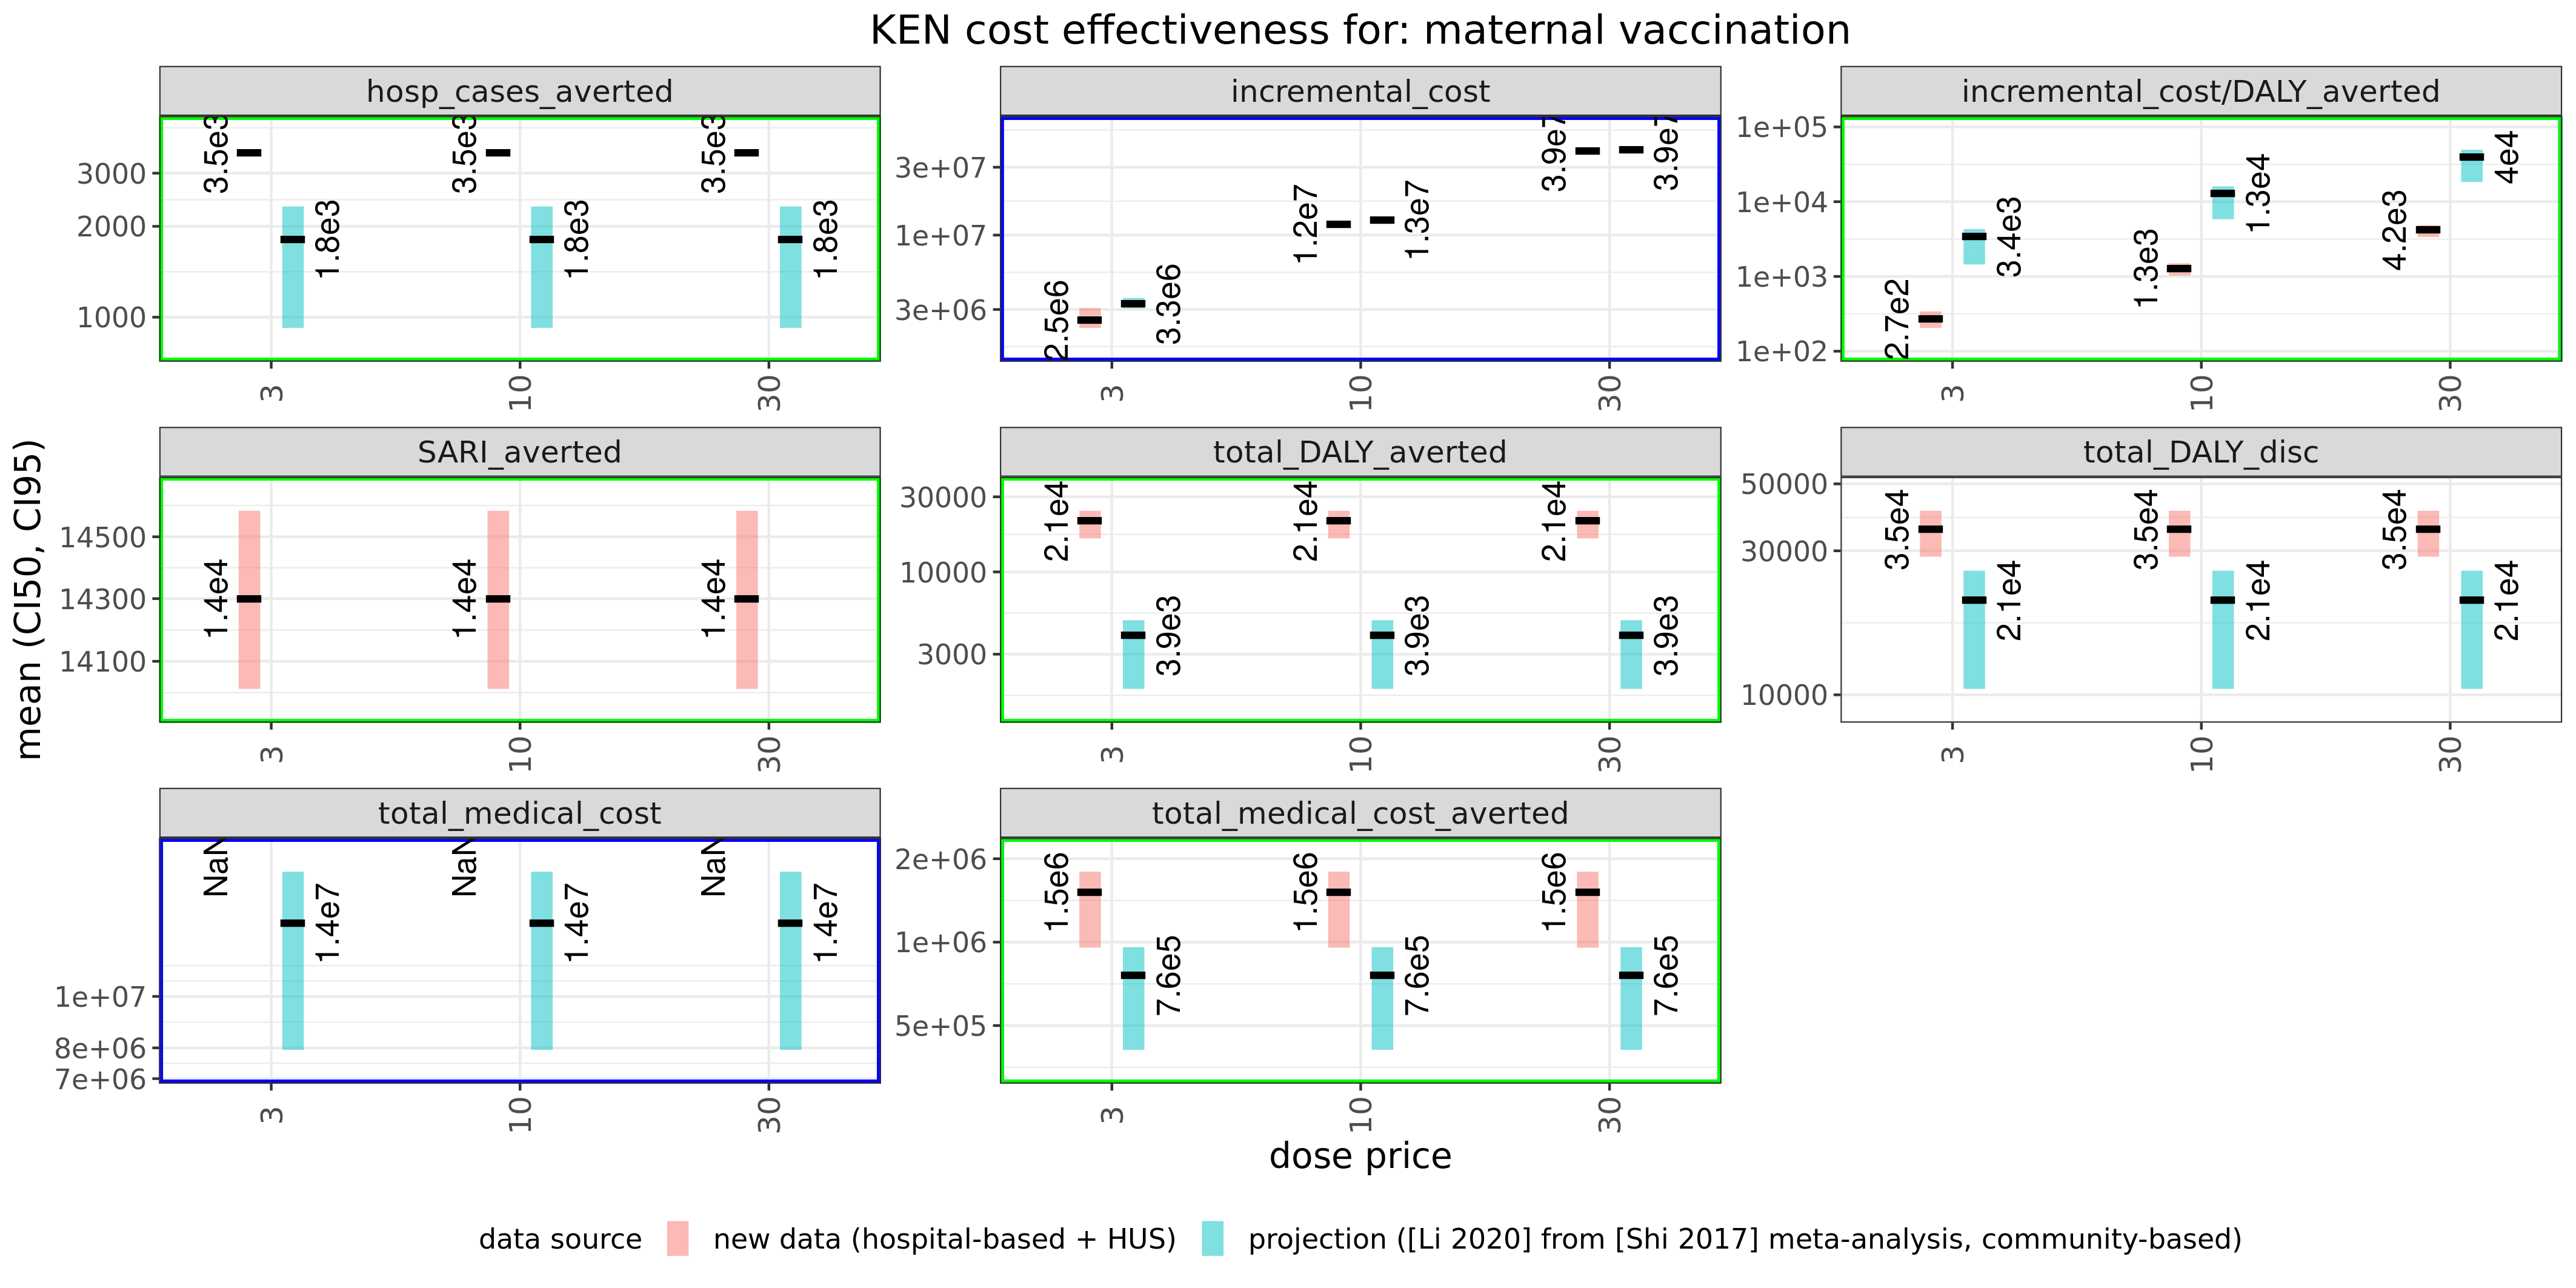 KEN cost effectiveness for: maternal vaccination
mean (CI50, CI95)
hosp_cases_averted
3000
2000
1000
3.5e3
1.8e3
3.5e3
1.8e3
3.5e3
1.8e3
3
10
30
incremental_cost
3e+07
1e+07
3e+06
2.5e6
3.3e6
1.2e7
1.3e7
3.9e7
3.9e7
3
10
30
incremental_cost/DALY_averted
1e+05
1e+04
1e+03
1e+02
2.7e2
3.4e3
1.3e3
1.3e4
4.2e3
4e4
3
10
30
SARI_averted
14500
14300
14100
1.4e4
1.4e4
1.4e4
3
10
30
total_DALY_averted
30000
10000
3000
2.1e4
3.9e3
2.1e4
3.9e3
2.1e4
3.9e3
3
10
30
total_DALY_disc
50000
30000
10000
3.5e4
2.1e4
3.5e4
2.1e4
3.5e4
2.1e4
3
10
30
total_medical_cost
1e+07
8e+06
7e+06
NaN
1.4e7
NaN
1.4e7
NaN
1.4e7
3
10
30
total_medical_cost_averted
2e+06
1e+06
5e+05
1.5e6
7.6e5
1.5e6
7.6e5
1.5e6
7.6e5
3
10
30
dose price
data source new data (hospital-based + HUS) projection ([Li 2020] from [Shi 2017] meta-analysis, community-based)